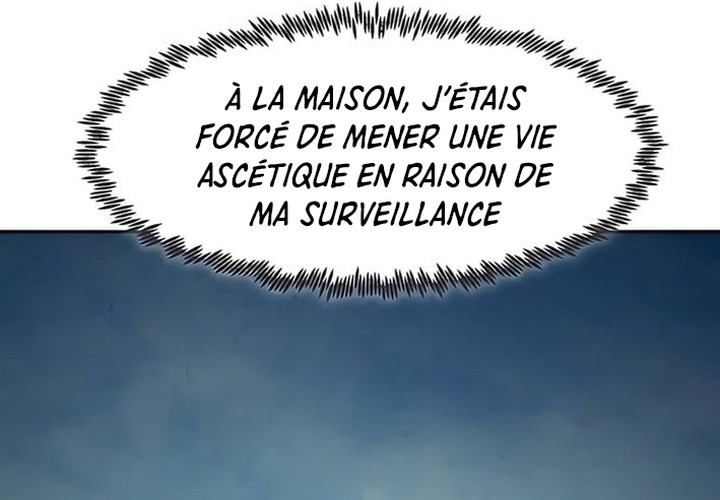 À LA MAISON, J'ÉTAIS
FORCÉ DE MENER UNE VIE
ASCÉTIQUE EN RAISON DE
MA SURVEILLANCE